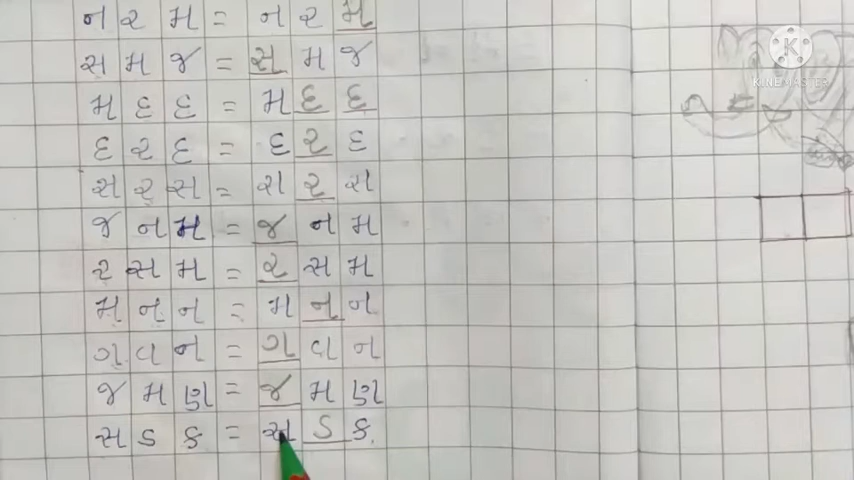 ન ર મ = ન ર મ
સ મ જ = સ મ જ
KINEMASTER
મ દ દ = મ દ દ
દ ર દ = દ ર દ
સ ર સ = સ ર સ
જ ન મ = જ ન મ
ર સ મ = ર સ મ
મ ન ન = મ ન ન
ગ વ ન = ગ વ ન
જ મ ણ = જ મ ણ
સ ડ ક = સ ડ ક